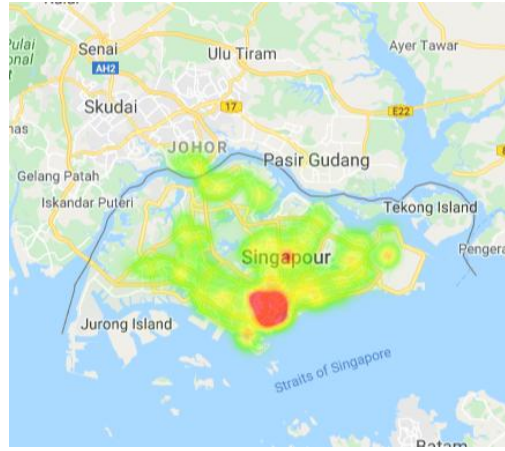 Pulai
Senai
AH2
Ulu Tiram
Ayer Tawar
Skudai
17
E22
JOHOR
Pasir Gudang
Gelang Patah
Iskandar Puteri
Tekong Island
Singapour
Pengera
Jurong Island
Straits of Singapore
Batam